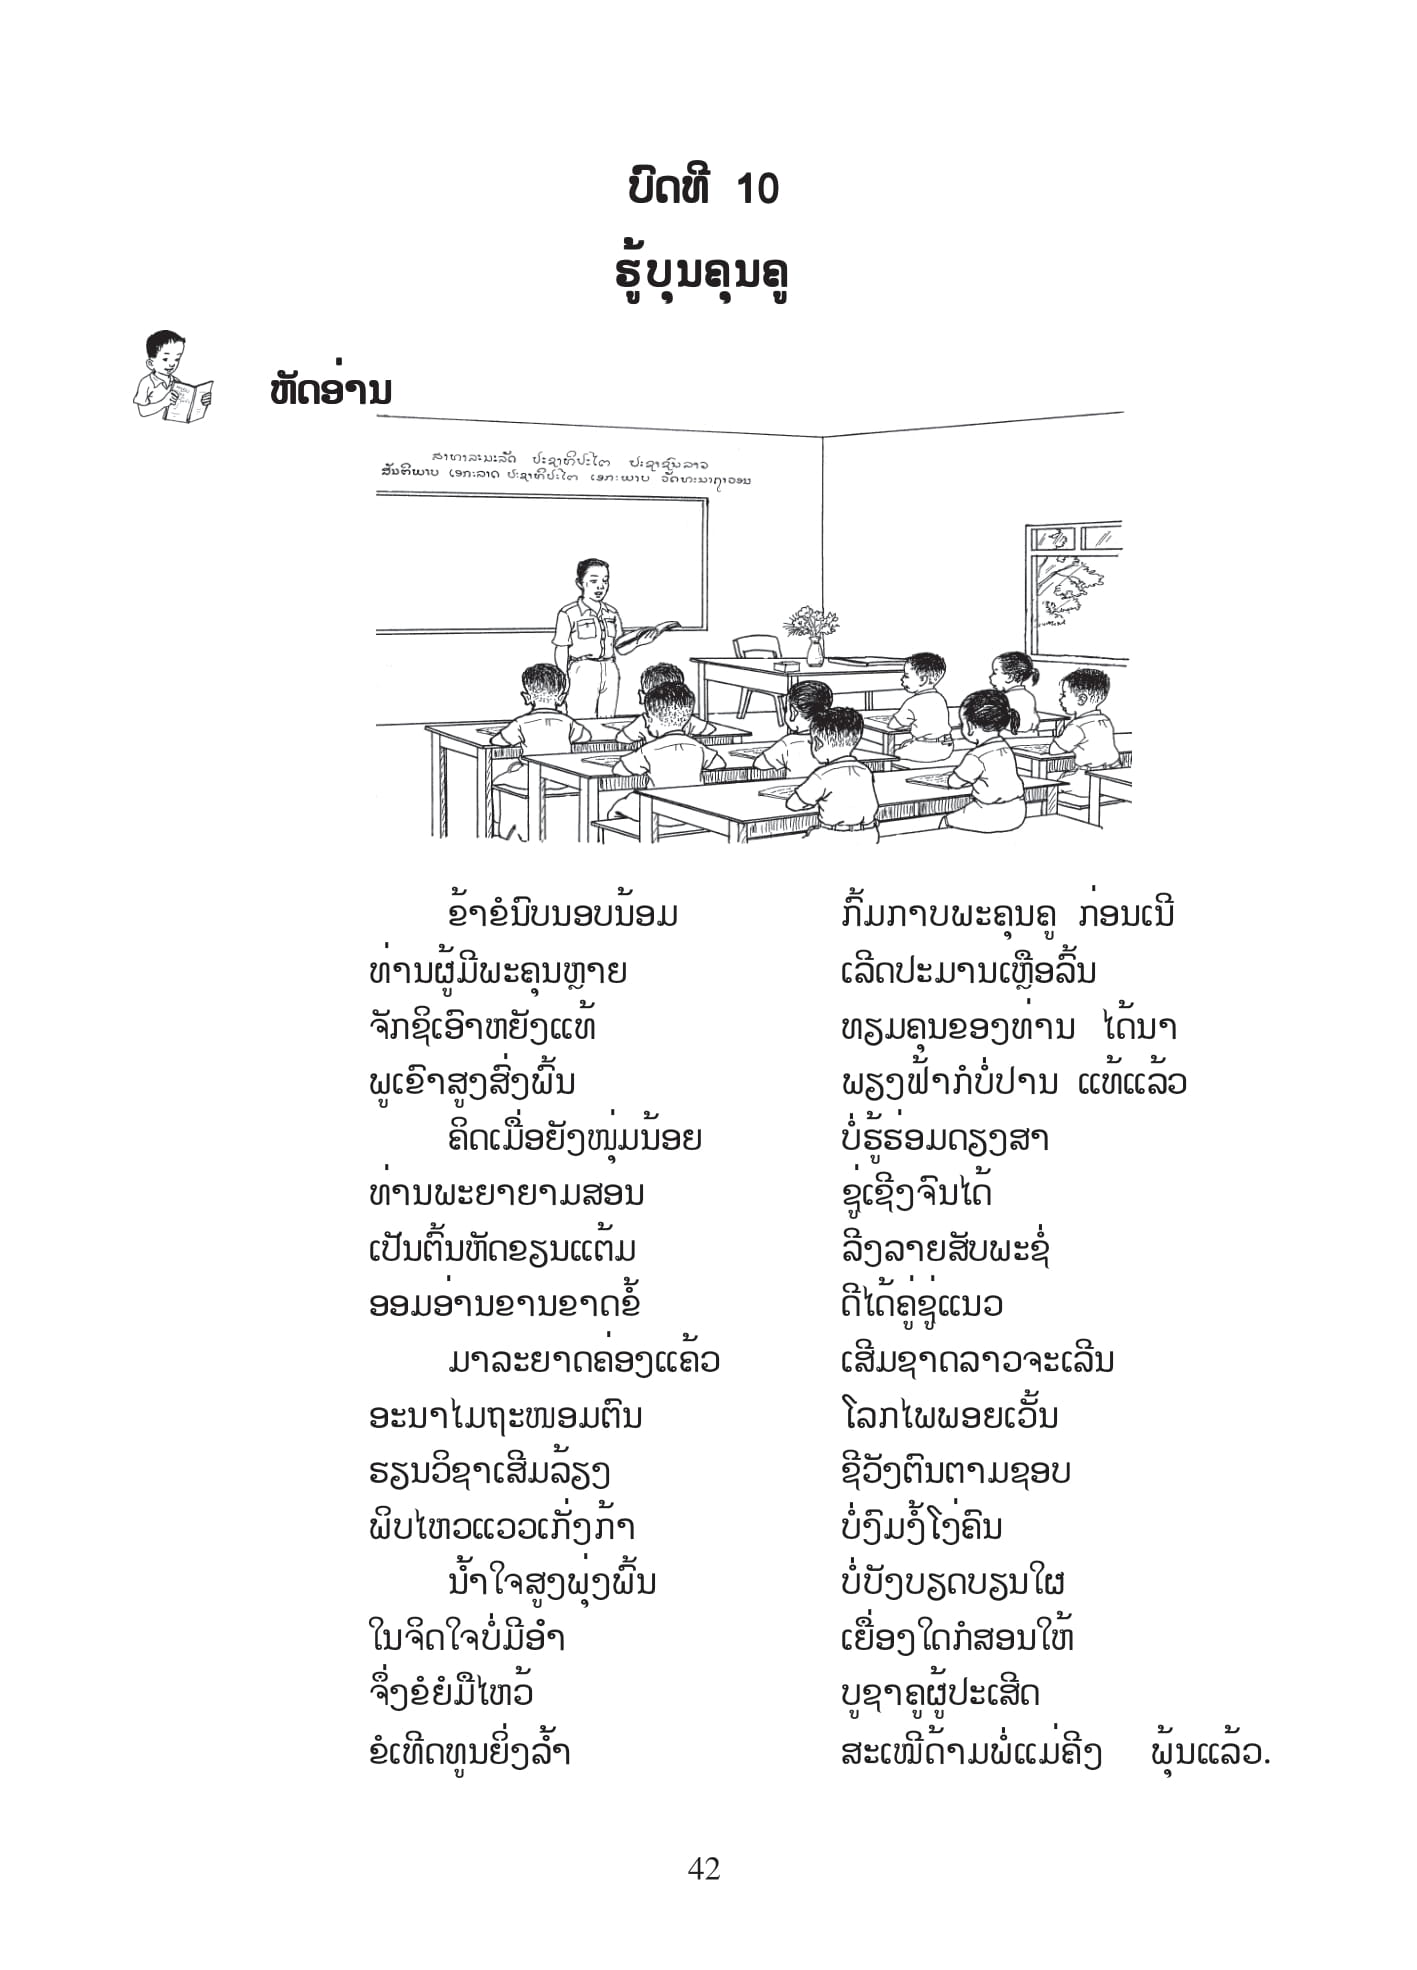 ບົດທີ 10
ຮູ້ບຸນຄຸນຄູ
ຫັດອ່ານ
ສາທາລະນະລັດ ປະຊາທິປະໄຕ ປະຊາຊົນລາວ
ສັນຕິພາບ ເອກະລາດ ປະຊາທິປະໄຕ ເອກະພາບ ວັດທະນາຖາວອນ
ຂ້າຂໍນົບນອບນ້ອມ ກົ້ມກາບພະຄຸນຄູ ກ່ອນເນີ
ທ່ານຜູ້ມີພະຄຸນຫຼາຍ ເລີດປະມານເຫຼືອລົ້ນ
ຈັກຊິເອົາຫຍັງແທ້ ທຽມຄຸນຂອງທ່ານ ໄດ້ນາ
ພູເຂົາສູງສົ່ງພົ້ນ ພຽງຟ້າກໍບໍ່ປານ ແທ້ແລ້ວ
ຄິດເມື່ອຍັງໜຸ່ມນ້ອຍ ບໍ່ຮູ້ຮ່ອມດຽງສາ
ທ່ານພະຍາຍາມສອນ ຊູ່ເຊີງຈົນໄດ້
ເປັນຕົ້ນຫັດຂຽນແຕ້ມ ລີງລາຍສັບພະຊໍ່
ອອມອ່ານຂານຂາດຂໍ້ ດີໄດ້ຄູ່ຊູ່ແນວ
ມາລະຍາດຄ່ອງແຄ້ວ ເສີມຊາດລາວຈະເລີນ
ອະນາໄມຖະໜອມຕົນ ໂລກໄພພອຍເວັ້ນ
ຮຽນວິຊາເສີມລ້ຽງ ຊີວັງຕົນຕາມຊອບ
ພິບໄຫວແວວເກັ່ງກ້າ ບໍ່ງົມງໍ້ໂງ່ຄົນ
ນ້ຳໃຈສູງພຸ່ງພົ້ນ ບໍ່ບັງບຽດບຽນໃຜ
ໃນຈິດໃຈບໍ່ມີອຳ ເຍື່ອງໃດກໍສອນໃຫ້
ຈຶ່ງຂໍຍໍມືໄຫວ້ ບູຊາຄູຜູ້ປະເສີດ
ຂໍເທີດທູນຍິ່ງລ້ຳ ສະເໝີດ້າມພໍ່ແມ່ຄີງ ພຸ້ນແລ້ວ.
42